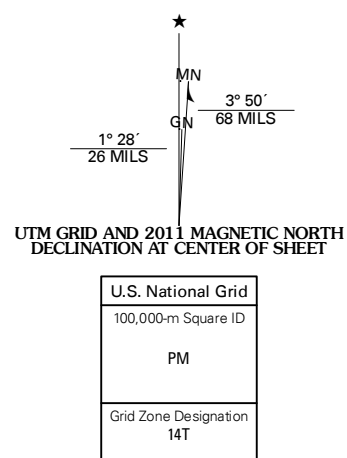 ★
MN
GN
3° 50´
68 MILS
1° 28´
26 MILS
UTM GRID AND 2011 MAGNETIC NORTH
DECLINATION AT CENTER OF SHEET
U.S. National Grid
100,000-m Square ID
PM
Grid Zone Designation
14T